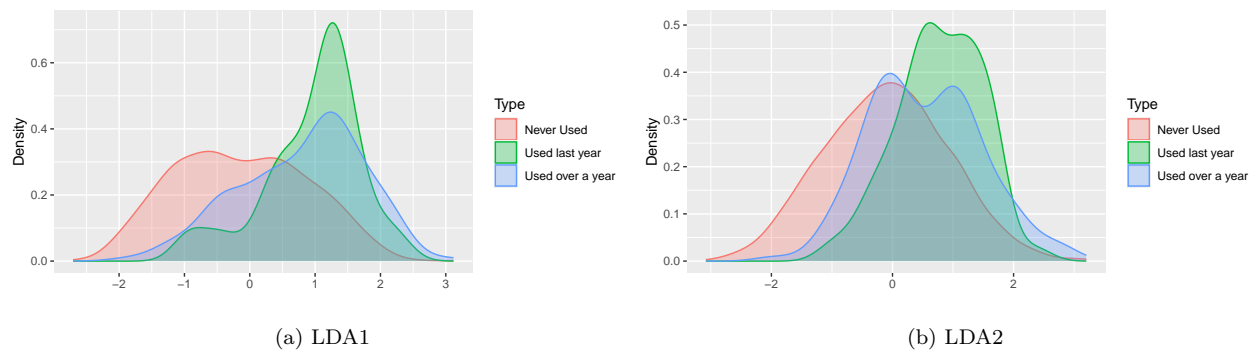 Density
0.6
0.4
0.2
0.0
−2
−1
0
1
2
3
Type
Never Used
Used last year
Used over a year
(a) LDA1
Density
0.5
0.4
0.3
0.2
0.1
0.0
−2
0
2
Type
Never Used
Used last year
Used over a year
(b) LDA2